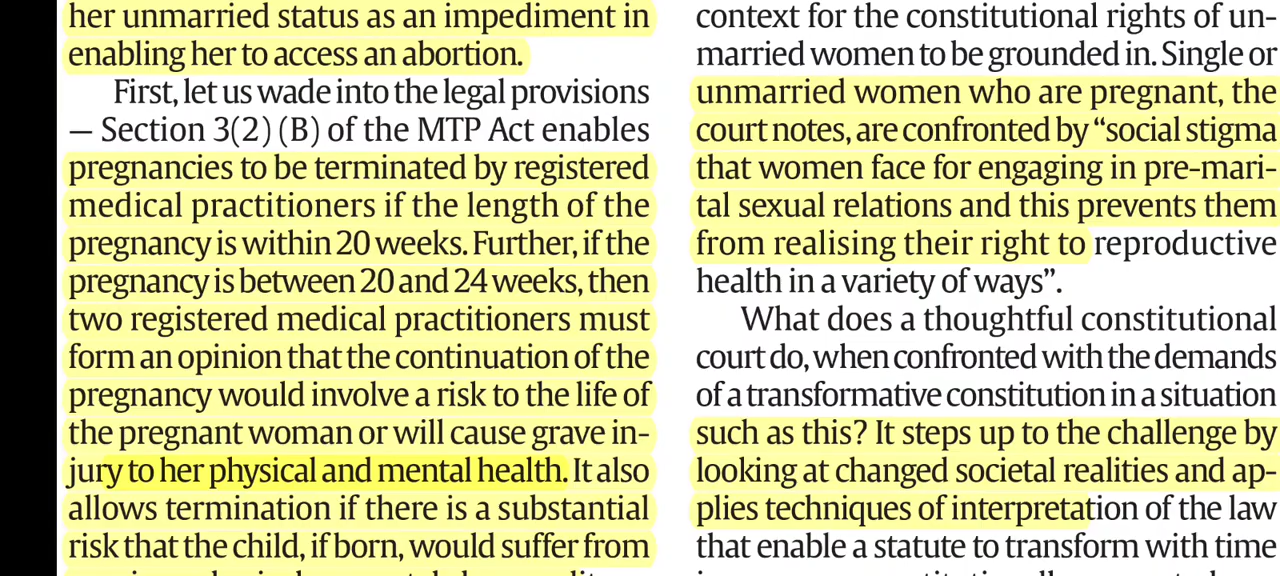 her unmarried status as an impediment in
enabling her to access an abortion.
First, let us wade into the legal provisions
— Section 3(2) (B) of the MTP Act enables
pregnancies to be terminated by registered
medical practitioners if the length of the
pregnancy is within 20 weeks. Further, if the
pregnancy is between 20 and 24 weeks, then
two registered medical practitioners must
form an opinion that the continuation of the
pregnancy would involve a risk to the life of
the pregnant woman or will cause grave in-
jury to her physical and mental health. It also
allows termination if there is a substantial
risk that the child, if born, would suffer from
context for the constitutional rights of un-
married women to be grounded in. Single or
unmarried women who are pregnant, the
court notes, are confronted by “social stigma
that women face for engaging in pre-mari-
tal sexual relations and this prevents them
from realising their right to reproductive
health in a variety of ways”.
What does a thoughtful constitutional
court do, when confronted with the demands
of a transformative constitution in a situation
such as this? It steps up to the challenge by
looking at changed societal realities and ap-
plies techniques of interpretation of the law
that enable a statute to transform with time